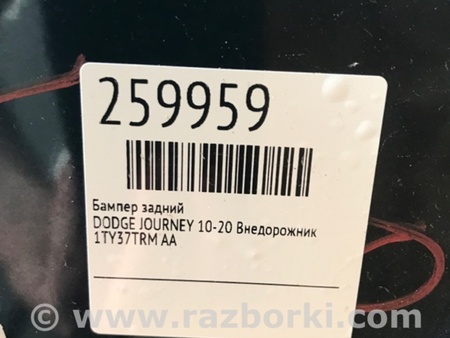 259959
Бампер задний
DODGE JOURNEY 10-20 Внедорожник
1TY37TRM AA
© www.razborki.com